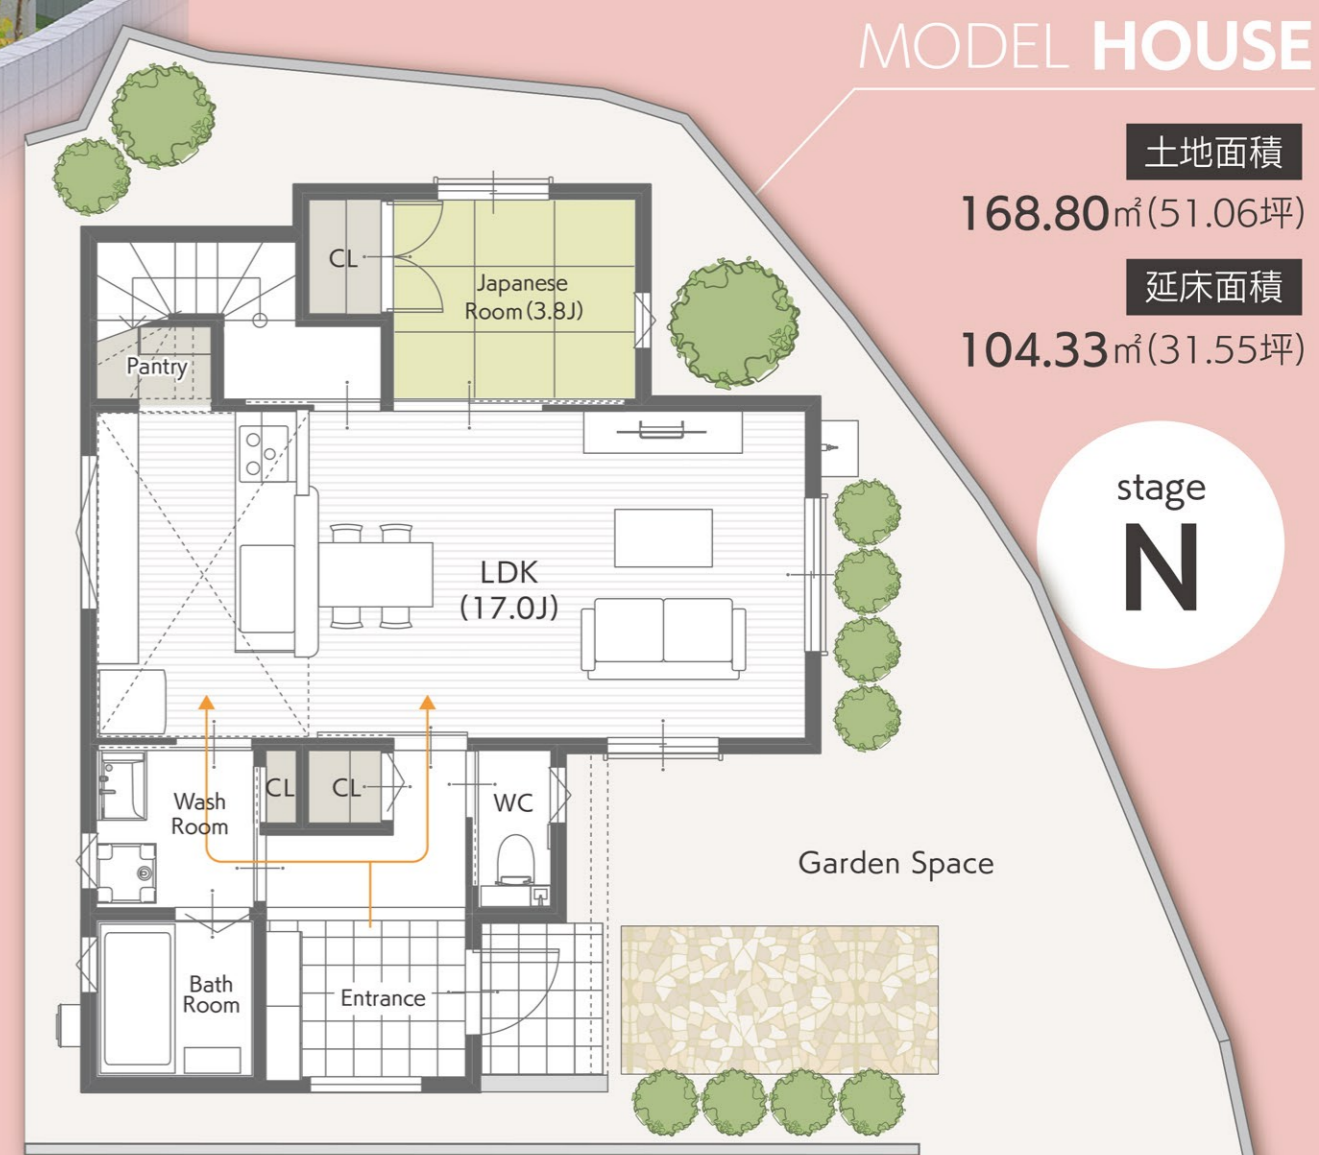 MODEL HOUSE
土地面積
168.80㎡(51.06坪)
延床面積
104.33㎡(31.55坪)
stage
N
CL
Japanese
Room(3.8J)
Pantry
LDK
(17.0J)
Wash
Room
CL
CL
WC
Garden Space
Bath
Room
Entrance